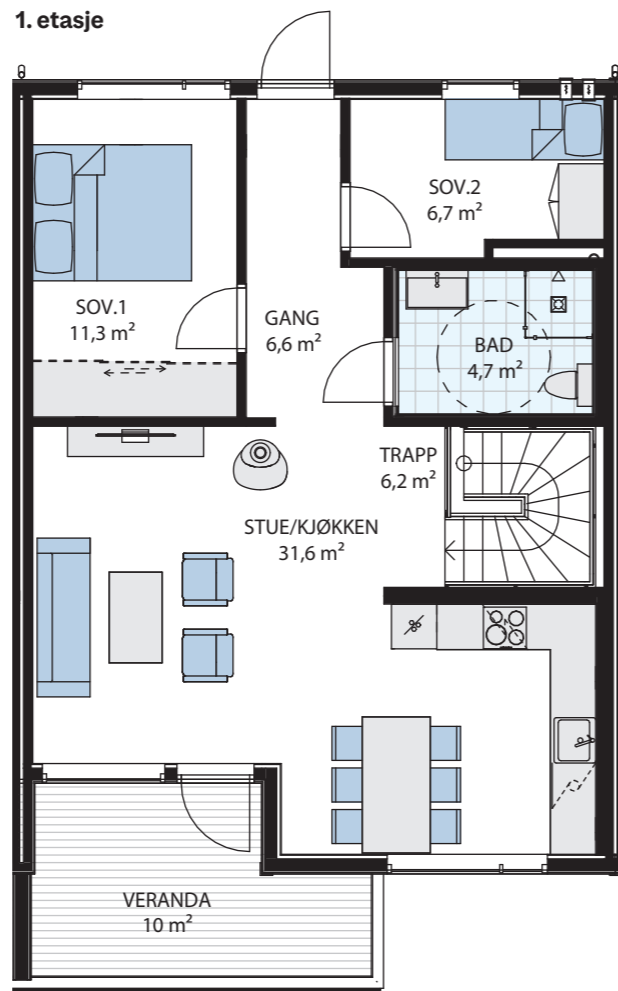 1. etasje
SOV.2
6,7 m²
SOV.1
11,3 m²
GANG
6,6 m²
BAD
4,7 m²
TRAPP
6,2 m²
STUE/KJØKKEN
31,6 m²
VERANDA
10 m²